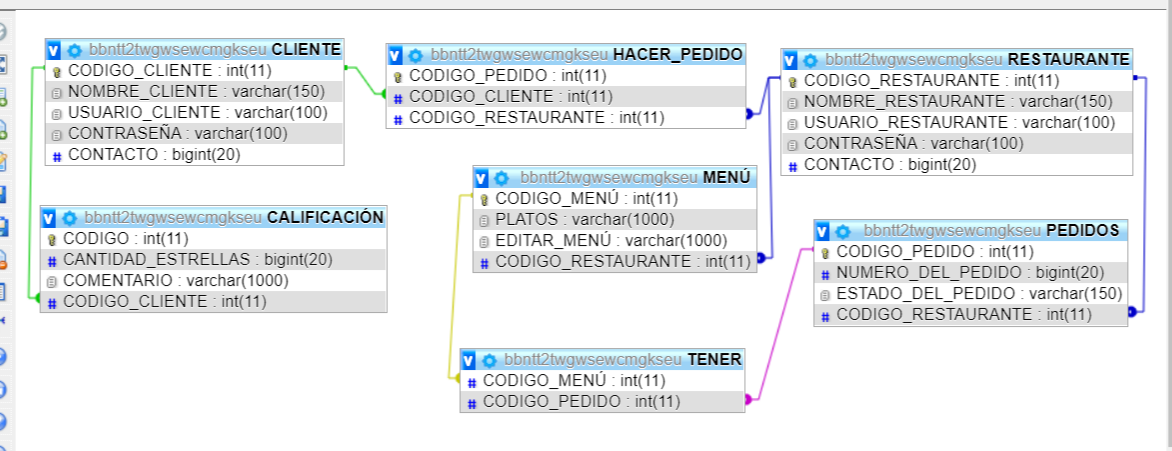 bbntt2twgwsewcmgkseu CLIENTE
CODIGO_CLIENTE : int(11)
NOMBRE_CLIENTE : varchar(150)
USUARIO_CLIENTE : varchar(100)
CONTRASEÑA : varchar(100)
# CONTACTO : bigint(20)
bbntt2twgwsewcmgkseu HACER_PEDIDO
CODIGO_PEDIDO : int(11)
# CODIGO_CLIENTE : int(11)
# CODIGO_RESTAURANTE : int(11)
bbntt2twgwsewcmgkseu RESTAURANTE
CODIGO_RESTAURANTE : int(11)
NOMBRE_RESTAURANTE : varchar(150)
USUARIO_RESTAURANTE : varchar(100)
CONTRASEÑA : varchar(100)
# CONTACTO : bigint(20)
bbntt2twgwsewcmgkseu MENÚ
CODIGO_MENÚ : int(11)
PLATOS : varchar(1000)
EDITAR_MENÚ : varchar(1000)
# CODIGO_RESTAURANTE : int(11)
bbntt2twgwsewcmgkseu CALIFICACIÓN
CODIGO : int(11)
# CANTIDAD_ESTRELLAS : bigint(20)
COMENTARIO : varchar(1000)
# CODIGO_CLIENTE : int(11)
bbntt2twgwsewcmgkseu PEDIDOS
CODIGO_PEDIDO : int(11)
# NUMERO_DEL_PEDIDO : bigint(20)
ESTADO_DEL_PEDIDO : varchar(150)
# CODIGO_RESTAURANTE : int(11)
bbntt2twgwsewcmgkseu TENER
# CODIGO_MENÚ : int(11)
# CODIGO_PEDIDO : int(11)